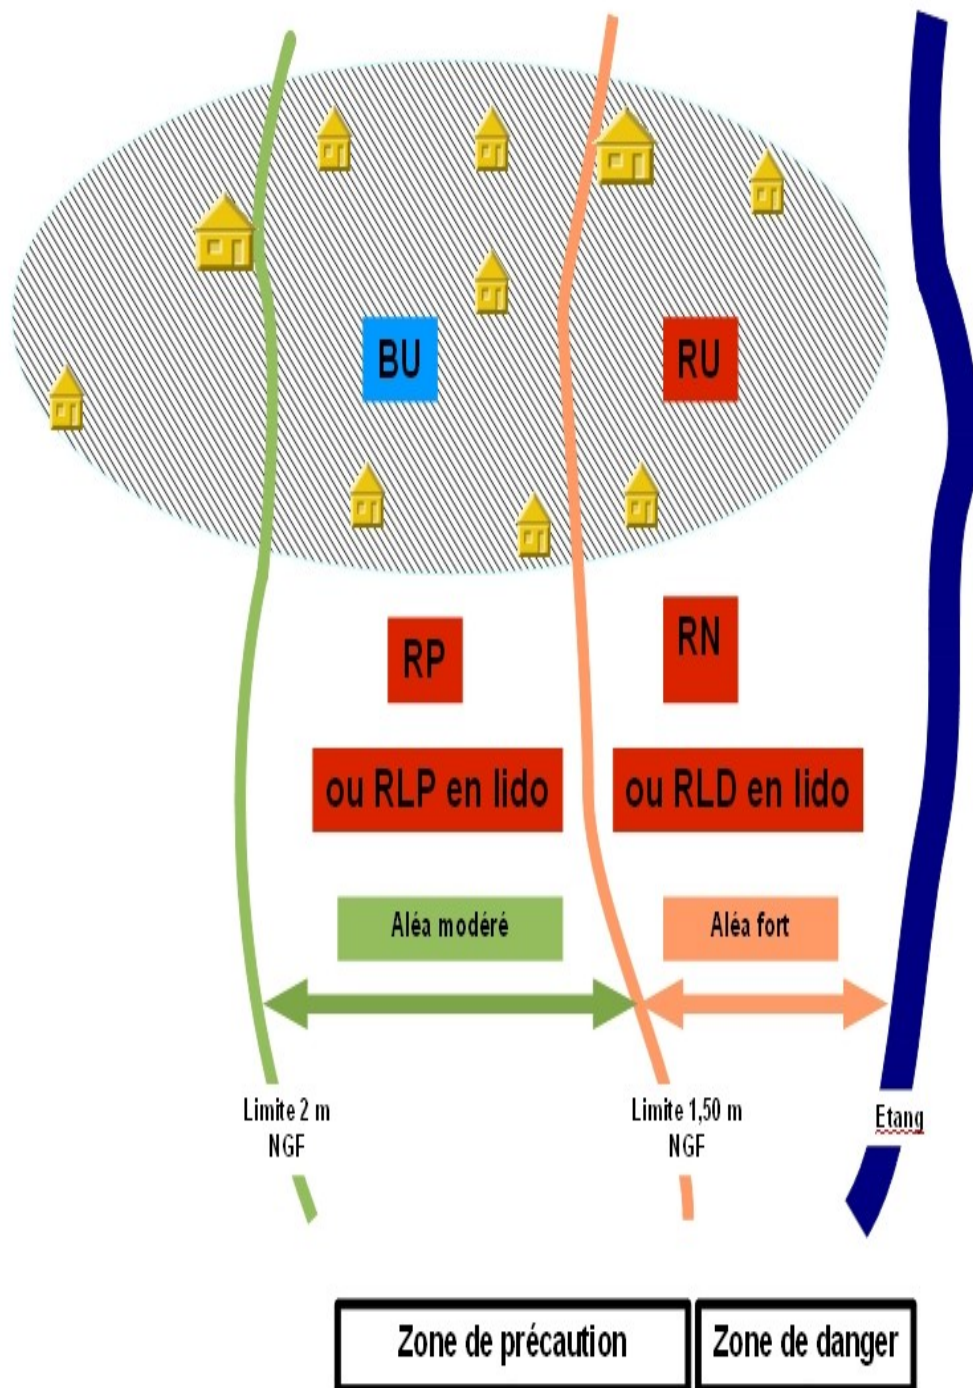 BU
RU
RP
RN
ou RLP en lido
ou RLD en lido
Aléa modéré
Aléa fort
Limite 2 m
NGF
Limite 1,50 m
NGF
Etang
Zone de précaution
Zone de danger